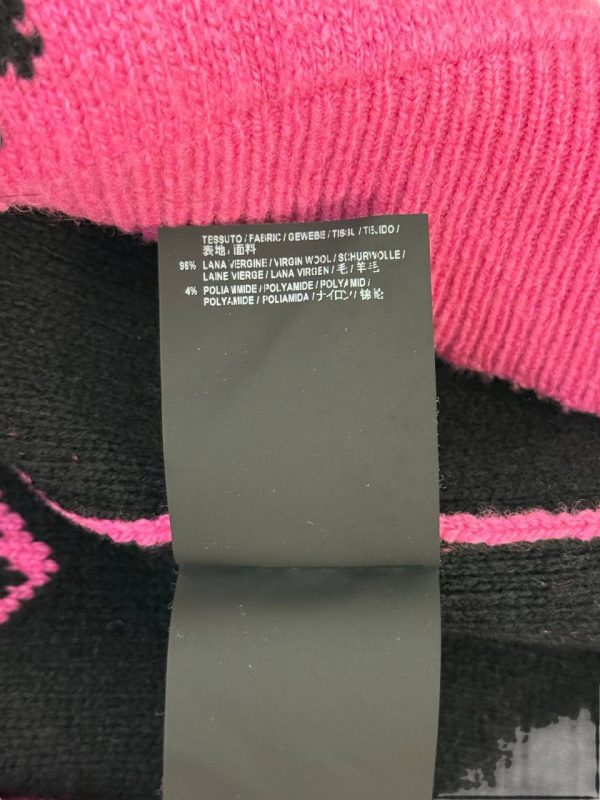 TESSUTO / FABRIC / GEWEBE / TISSU / TEJIDO /
表地 / 面料
96% LANA VERGINE / VIRGIN WOOL / SCHURWOLLE /
LAINE VIERGE / LANA VIRGEN / 毛 / 羊毛
4% POLIAMMIDE / POLYAMIDE / POLYAMID /
POLYAMIDE / POLIAMIDA / ナイロン / 锦纶